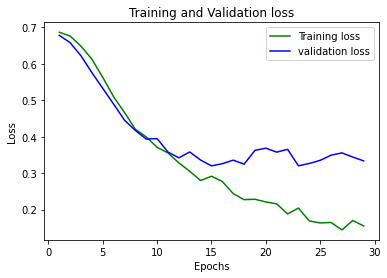 Training and Validation loss
Training loss
validation loss
Loss
0.7
0.6
0.5
0.4
0.3
0.2
0
5
10
15
20
25
30
Epochs